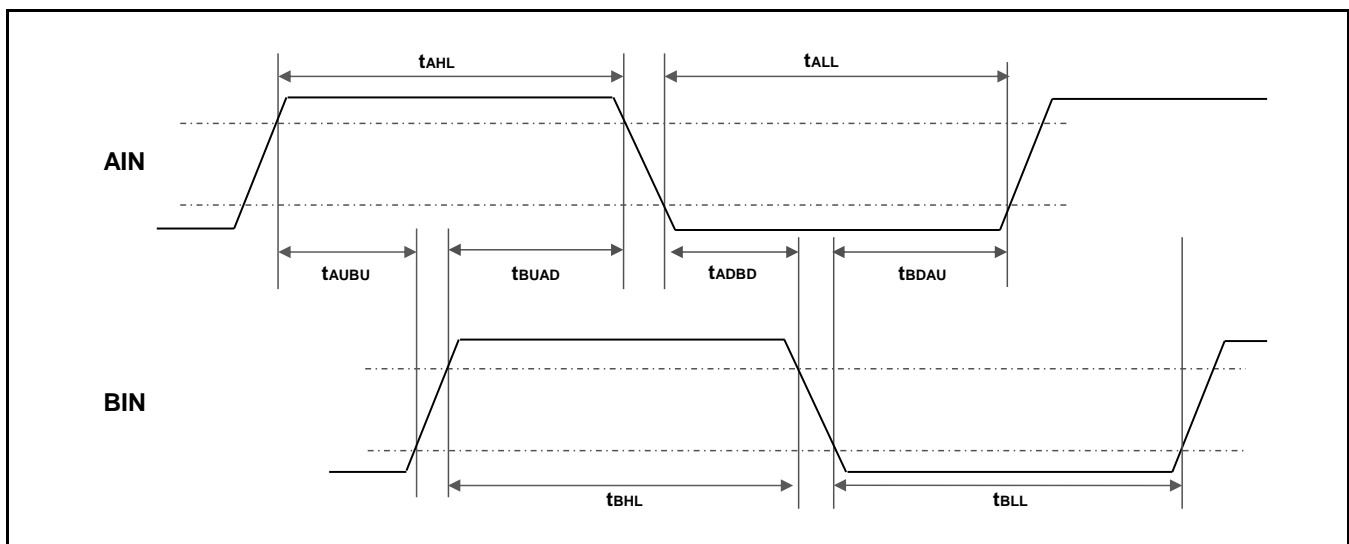 tAHL
tALL
AIN
tAUBU
tBUAD
tADBD
tBDAU
BIN
tBHL
tBLL